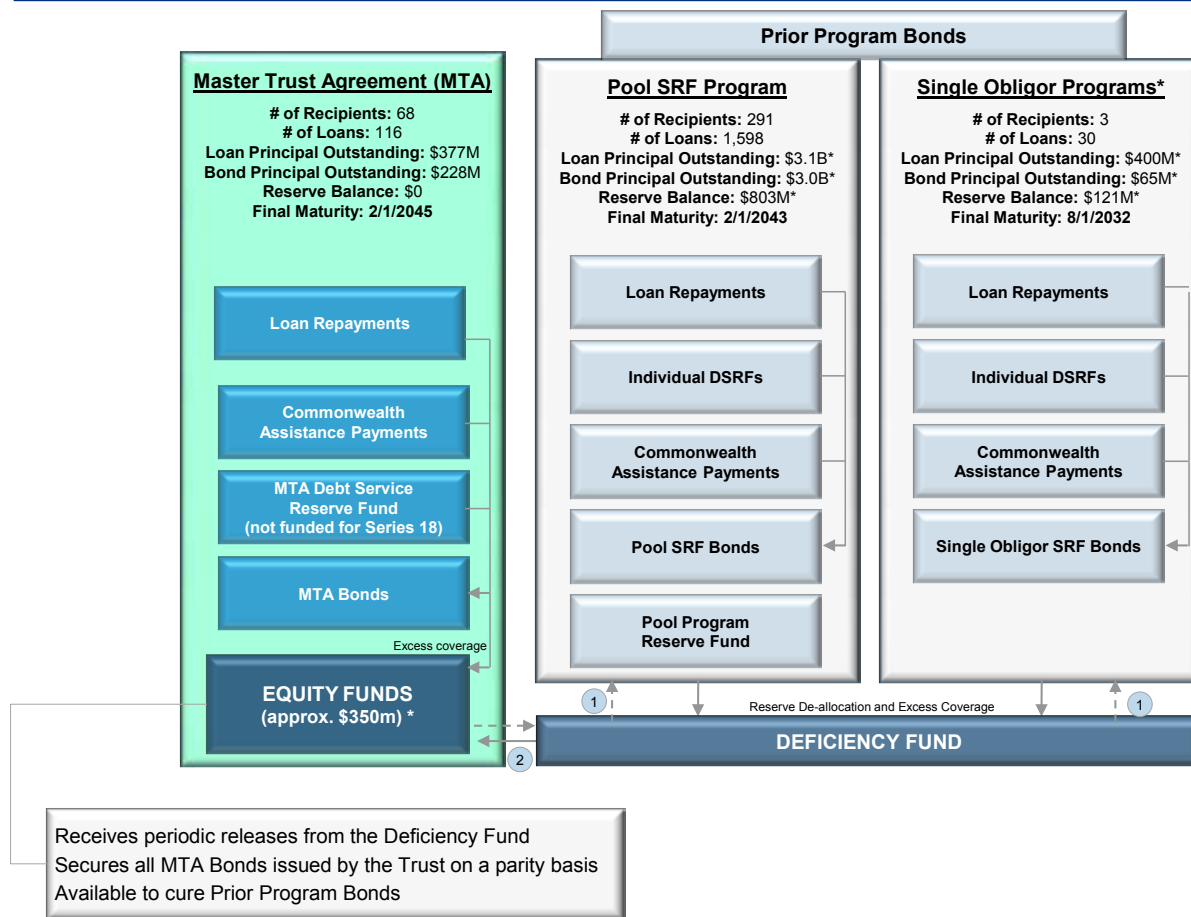 Prior Program Bonds
Master Trust Agreement (MTA)
# of Recipients: 68
# of Loans: 116
Loan Principal Outstanding: $377M
Bond Principal Outstanding: $228M
Reserve Balance: $0
Final Maturity: 2/1/2045
Loan Repayments
Commonwealth
Assistance Payments
MTA Debt Service
Reserve Fund
(not funded for Series 18)
MTA Bonds
Excess coverage
EQUITY FUNDS
(approx. $350m) *
Pool SRF Program
# of Recipients: 291
# of Loans: 1,598
Loan Principal Outstanding: $3.1B*
Bond Principal Outstanding: $3.0B*
Reserve Balance: $803M*
Final Maturity: 2/1/2043
Loan Repayments
Individual DSRFs
Commonwealth
Assistance Payments
Pool SRF Bonds
Pool Program
Reserve Fund
Single Obligor Programs*
# of Recipients: 3
# of Loans: 30
Loan Principal Outstanding: $400M*
Bond Principal Outstanding: $65M*
Reserve Balance: $121M*
Final Maturity: 8/1/2032
Loan Repayments
Individual DSRFs
Commonwealth
Assistance Payments
Single Obligor SRF Bonds
1
Reserve De-allocation and Excess Coverage
1
DEFICIENCY FUND
2
Receives periodic releases from the Deficiency Fund
Secures all MTA Bonds issued by the Trust on a parity basis
Available to cure Prior Program Bonds